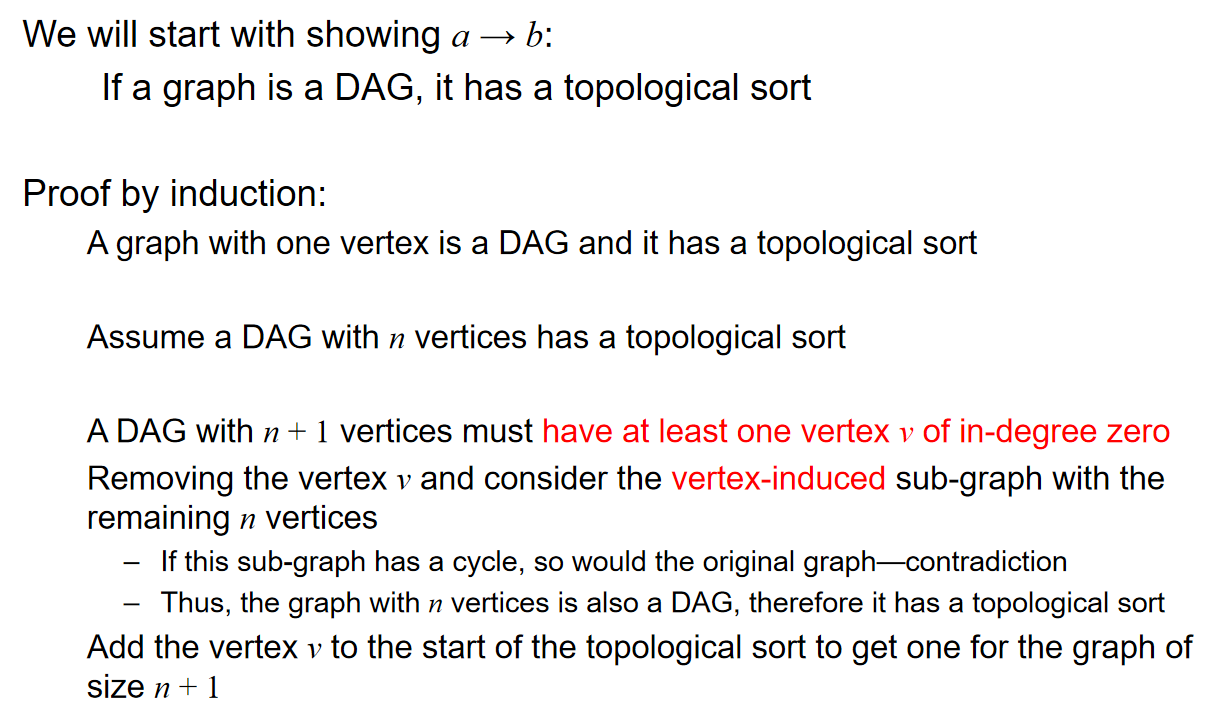 We will start with showing a → b:
If a graph is a DAG, it has a topological sort
Proof by induction:
A graph with one vertex is a DAG and it has a topological sort
Assume a DAG with n vertices has a topological sort
A DAG with n + 1 vertices must have at least one vertex v of in-degree zero
Removing the vertex v and consider the vertex-induced sub-graph with the
remaining n vertices
– If this sub-graph has a cycle, so would the original graph—contradiction
– Thus, the graph with n vertices is also a DAG, therefore it has a topological sort
Add the vertex v to the start of the topological sort to get one for the graph of
size n + 1